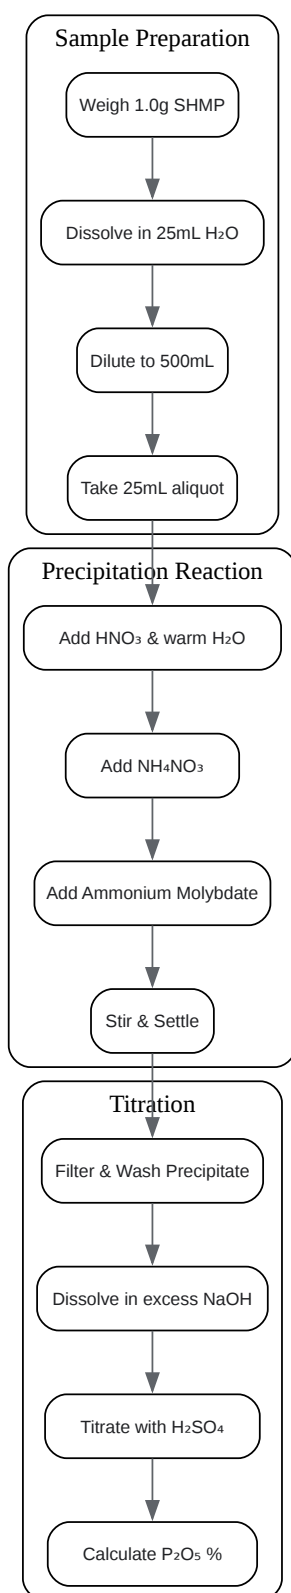 Sample Preparation
Weigh 1.0g SHMP
Dissolve in 25mL H₂O
Dilute to 500mL
Take 25mL aliquot
Precipitation Reaction
Add HNO₃ & warm H₂O
Add NH₄NO₃
Add Ammonium Molybdate
Stir & Settle
Titration
Filter & Wash Precipitate
Dissolve in excess NaOH
Titrate with H₂SO₄
Calculate P₂O₅ %